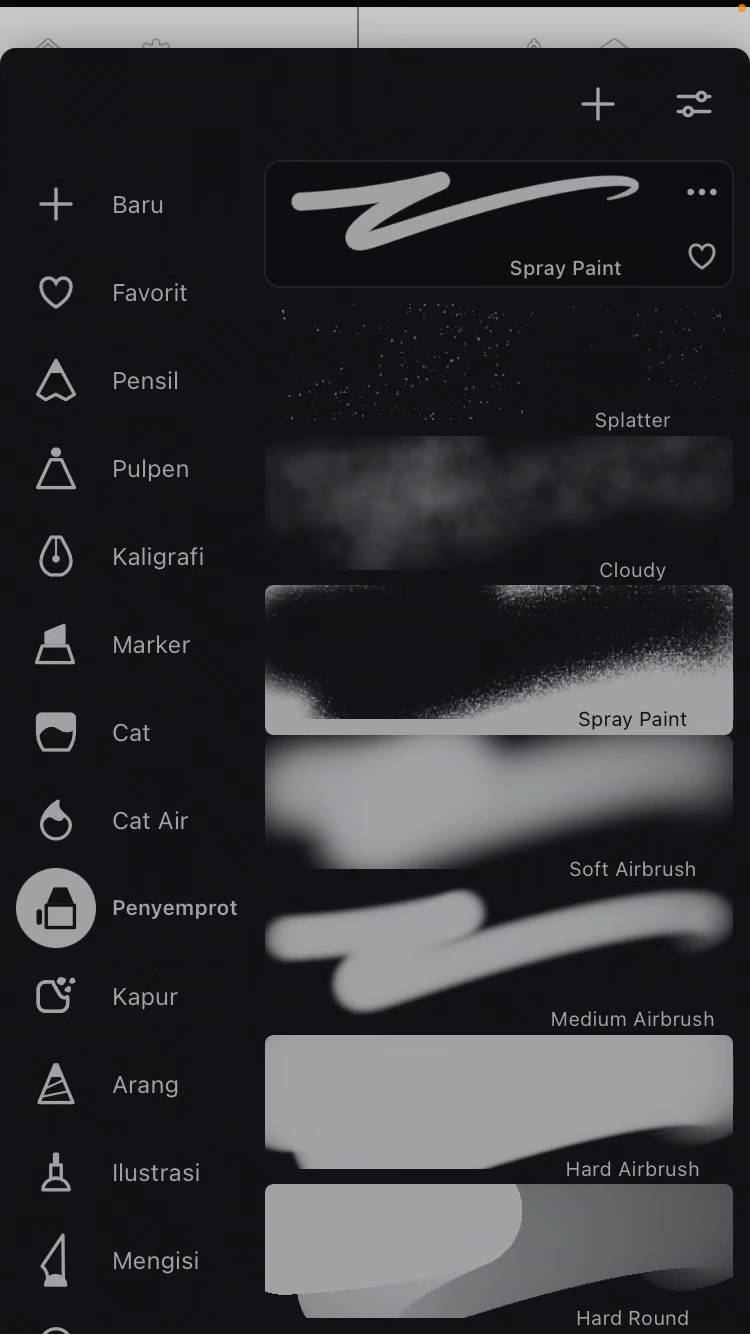 Baru
Favorit
Pensil
Pulpen
Kaligrafi
Marker
Cat
Cat Air
Penyemprot
Kapur
Arang
Ilustrasi
Mengisi
Spray Paint
Splatter
Cloudy
Spray Paint
Soft Airbrush
Medium Airbrush
Hard Airbrush
Hard Round